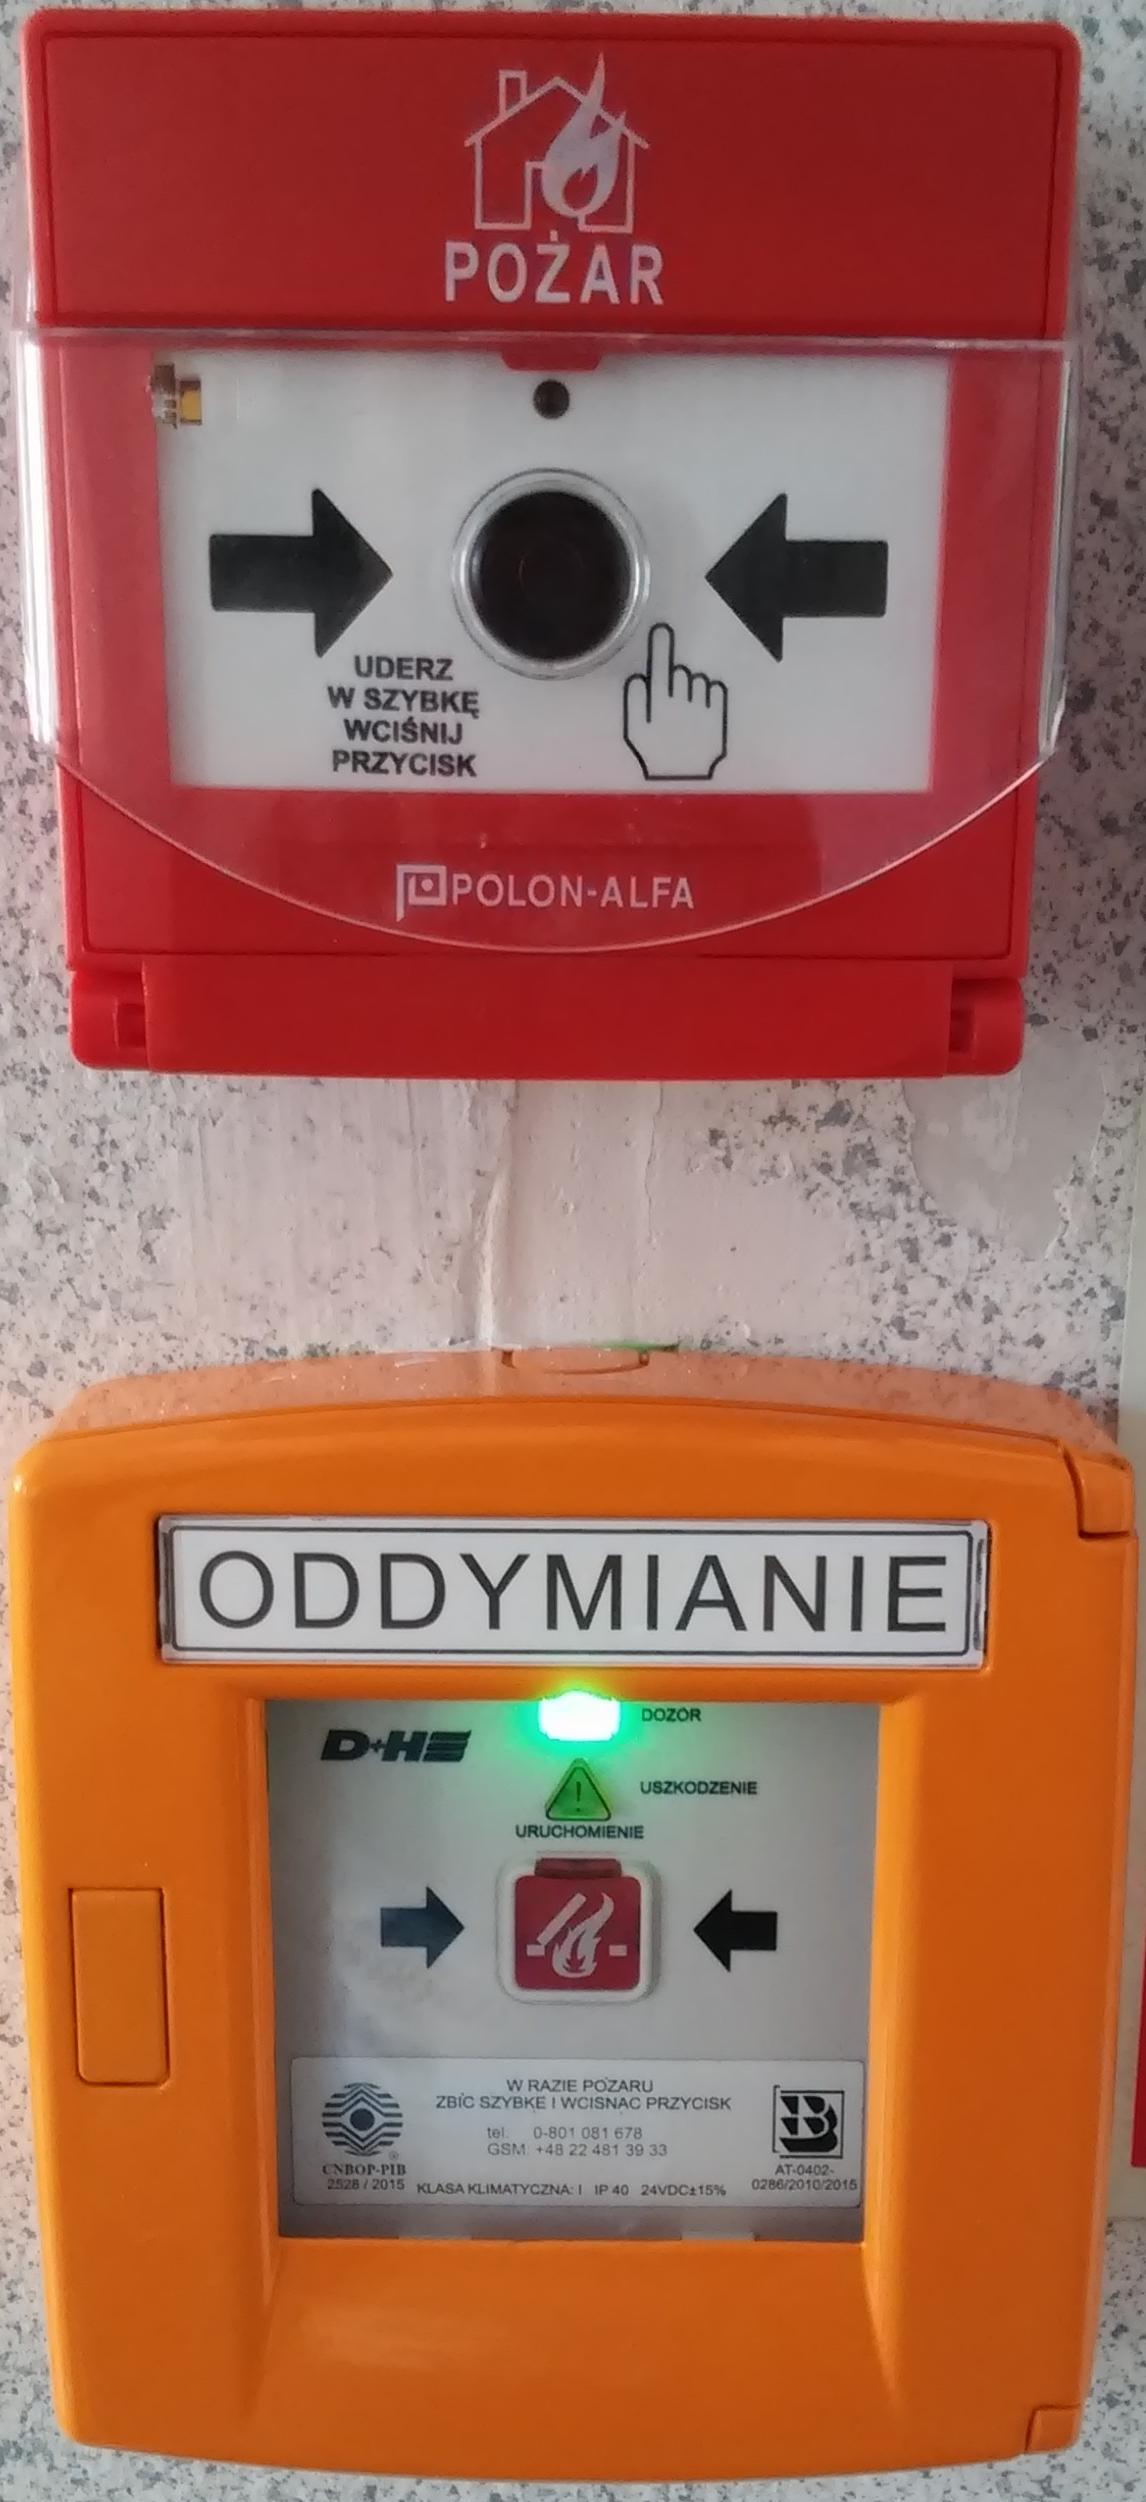 POŻAR
UDERZ
W SZYBKĘ
WCIŚNIJ
PRZYCISK
POLON-ALFA
ODDYMIANIE
DOZÓR
D+H
USZKODZENIE
URUCHOMIENIE
W RAZIE POŻARU
ZBIĆ SZYBKE I WCISNAC PRZYCISK
tel: 0-801 081 678
GSM: +48 22 481 39 33
CNBOP-PIB
2528 / 2015
KLASA KLIMATYCZNA: I IP 40 24VDC±15%
B
AT-0402-
0286/2010/2015